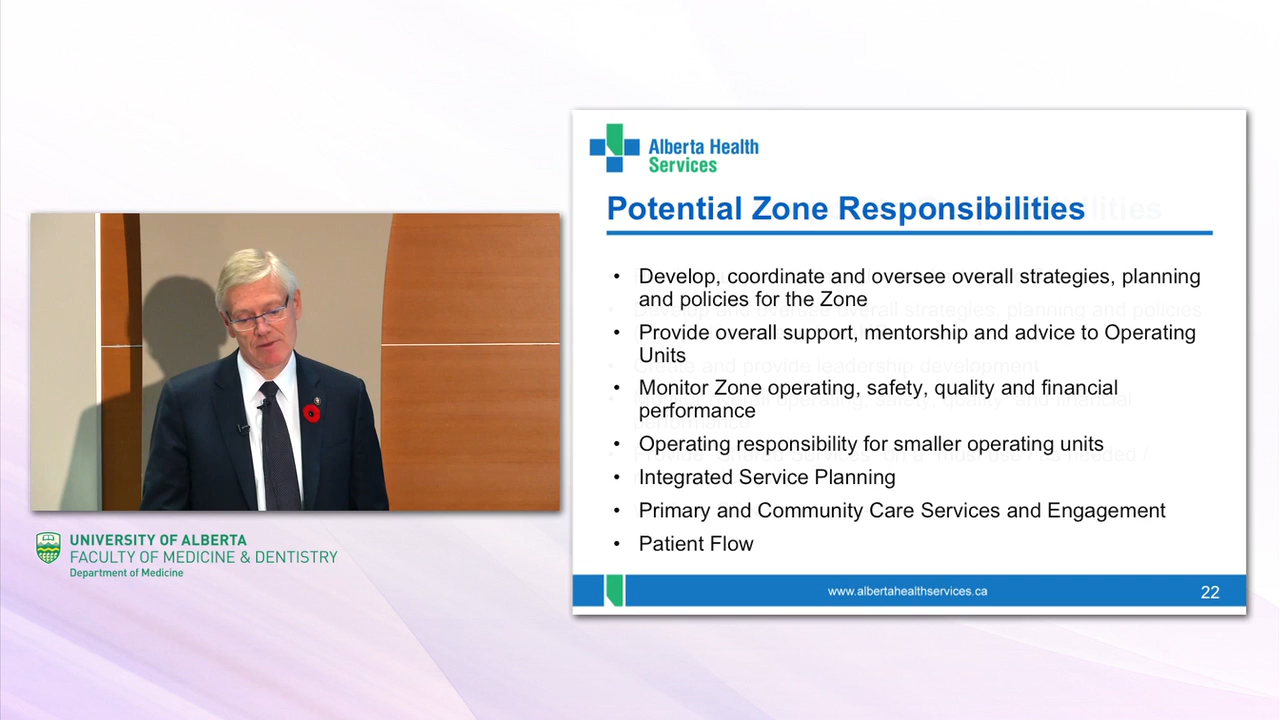 Alberta Health
Services
Potential Zone Responsibilities
• Develop, coordinate and oversee overall strategies, planning
and policies for the Zone
• Provide overall support, mentorship and advice to Operating
Units
• Monitor Zone operating, safety, quality and financial
performance
• Operating responsibility for smaller operating units
• Integrated Service Planning
• Primary and Community Care Services and Engagement
• Patient Flow
www.albertahealthservices.ca
22
UNIVERSITY OF ALBERTA
FACULTY OF MEDICINE & DENTISTRY
Department of Medicine